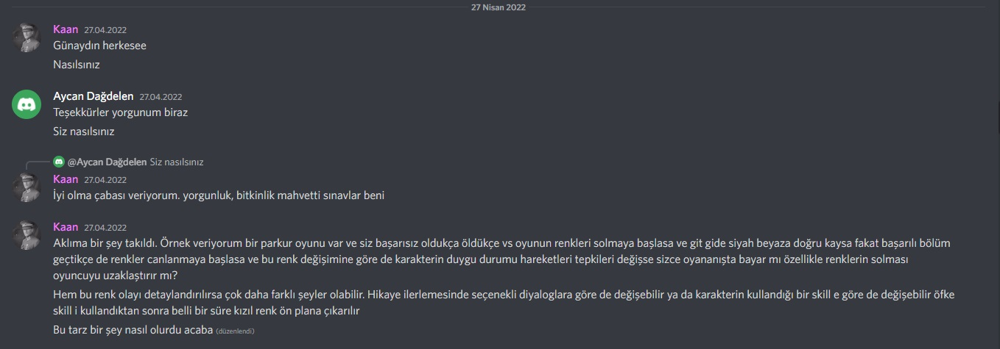 27 Nisan 2022
Kaan 27.04.2022
Günaydın herkesee
Nasılsınız
Aycan Dağdelen 27.04.2022
Teşekkürler yorgunum biraz
Siz nasılsınız
@Aycan Dağdelen Siz nasılsınız
Kaan 27.04.2022
İyi olma çabası veriyorum. yorgunluk, bitkinlik mahvetti sınavlar beni
Kaan 27.04.2022
Aklıma bir şey takıldı. Örnek veriyorum bir parkur oyunu var ve siz başarısız oldukça öldükçe vs oyunun renkleri solmaya başlasa ve git gide siyah beyaza doğru kaysa fakat başarılı bölüm
geçtikçe de renkler canlanmaya başlasa ve bu renk değişimine göre de karakterin duygu durumu hareketleri tepkileri değişse sizce oyananışta bayar mı özellikle renklerin solması
oyuncuyu uzaklaştırır mı?
Hem bu renk olayı detaylandırılırsa çok daha farklı şeyler olabilir. Hikaye ilerlemesinde seçenekli diyaloglara göre de değişebilir ya da karakterin kullandığı bir skill e göre de değişebilir öfke
skill i kullandıktan sonra belli bir süre kızıl renk ön plana çıkarılır
Bu tarz bir şey nasıl olurdu acaba (düzenlendi)